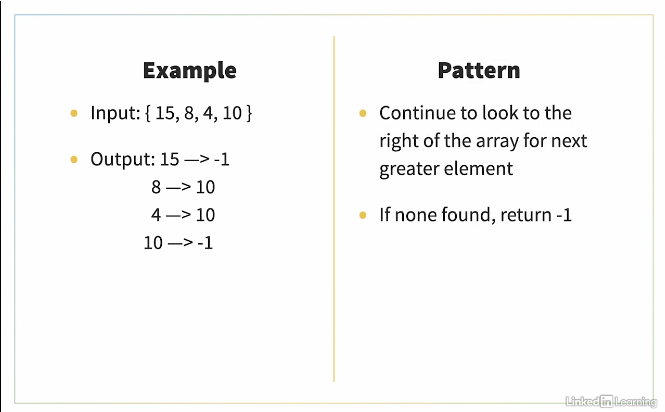 Example
Input: { 15, 8, 4, 10 }
Output: 15 —> -1
8 —> 10
4 —> 10
10 —> -1
Pattern
Continue to look to the
right of the array for next
greater element
If none found, return -1
Linked in Learning